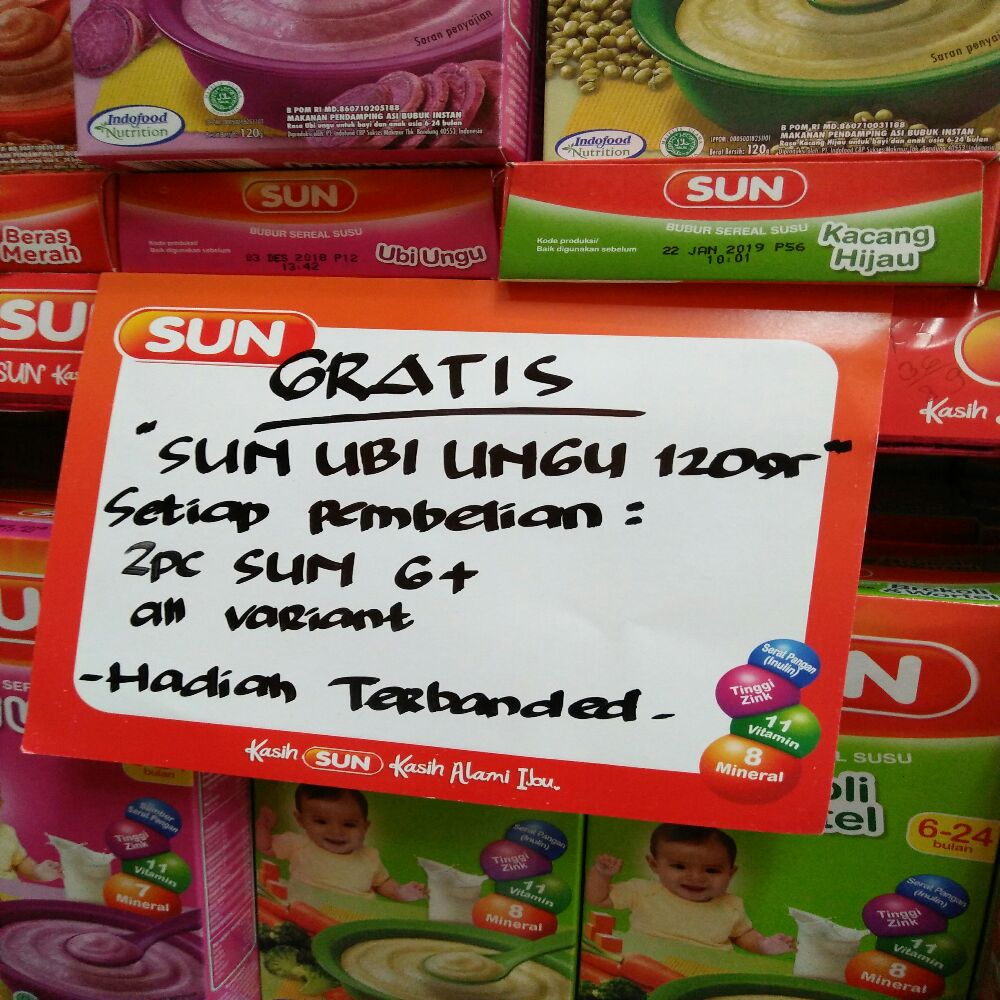 Saran penyajian
Saran penyajian
Indofood
Nutrition
Berat Bersih: 120g
B POM RI MD.860710205188
MAKANAN PENDAMPING ASI BUBUK INSTAN
Rasa Ubi ungu untuk bayi dan anak usia 6-24 bulan
Indofood
Nutrition
Berat Bersih: 120g
B POM RI MD.860710031188
MAKANAN PENDAMPING ASI BUBUK INSTAN
Rasa Kacang Hijau untuk bayi dan anak usia 6-24 bulan
Beras
Merah
SUN
BUBUR SEREAL SUSU
Kode produksi/
Baik digunakan sebelum
03 DES 2018 P12
13:42
Ubi Ungu
SUN
BUBUR SEREAL SUSU
Kode produksi/
Baik digunakan sebelum
22 JAN 2019 P56
10:01
Kacang
Hijau
SU
SUN Kas
Kasih
SUN
GRATIS
"SUN UBI UNGU 120gr"
Setiap pembelian :
2pc SUN 6+
all variant
- Hadiah Terbanded -
Serat Pangan
(Inulin)
Tinggi
Zink
11
Vitamin
8
Mineral
Kasih SUN Kasih Alami Ibu.
N
L SUSU
oli
tel
6-24
bulan
bulan
Sumber
Serat Pangan
Tinggi
Zink
11
Vitamin
7
Mineral
Serat Pangan
(Inulin)
Tinggi
Zink
11
Vitamin
8
Mineral
Serat Pangan
(Inulin)
Tinggi
Zink
11
Vitamin
8
Mineral